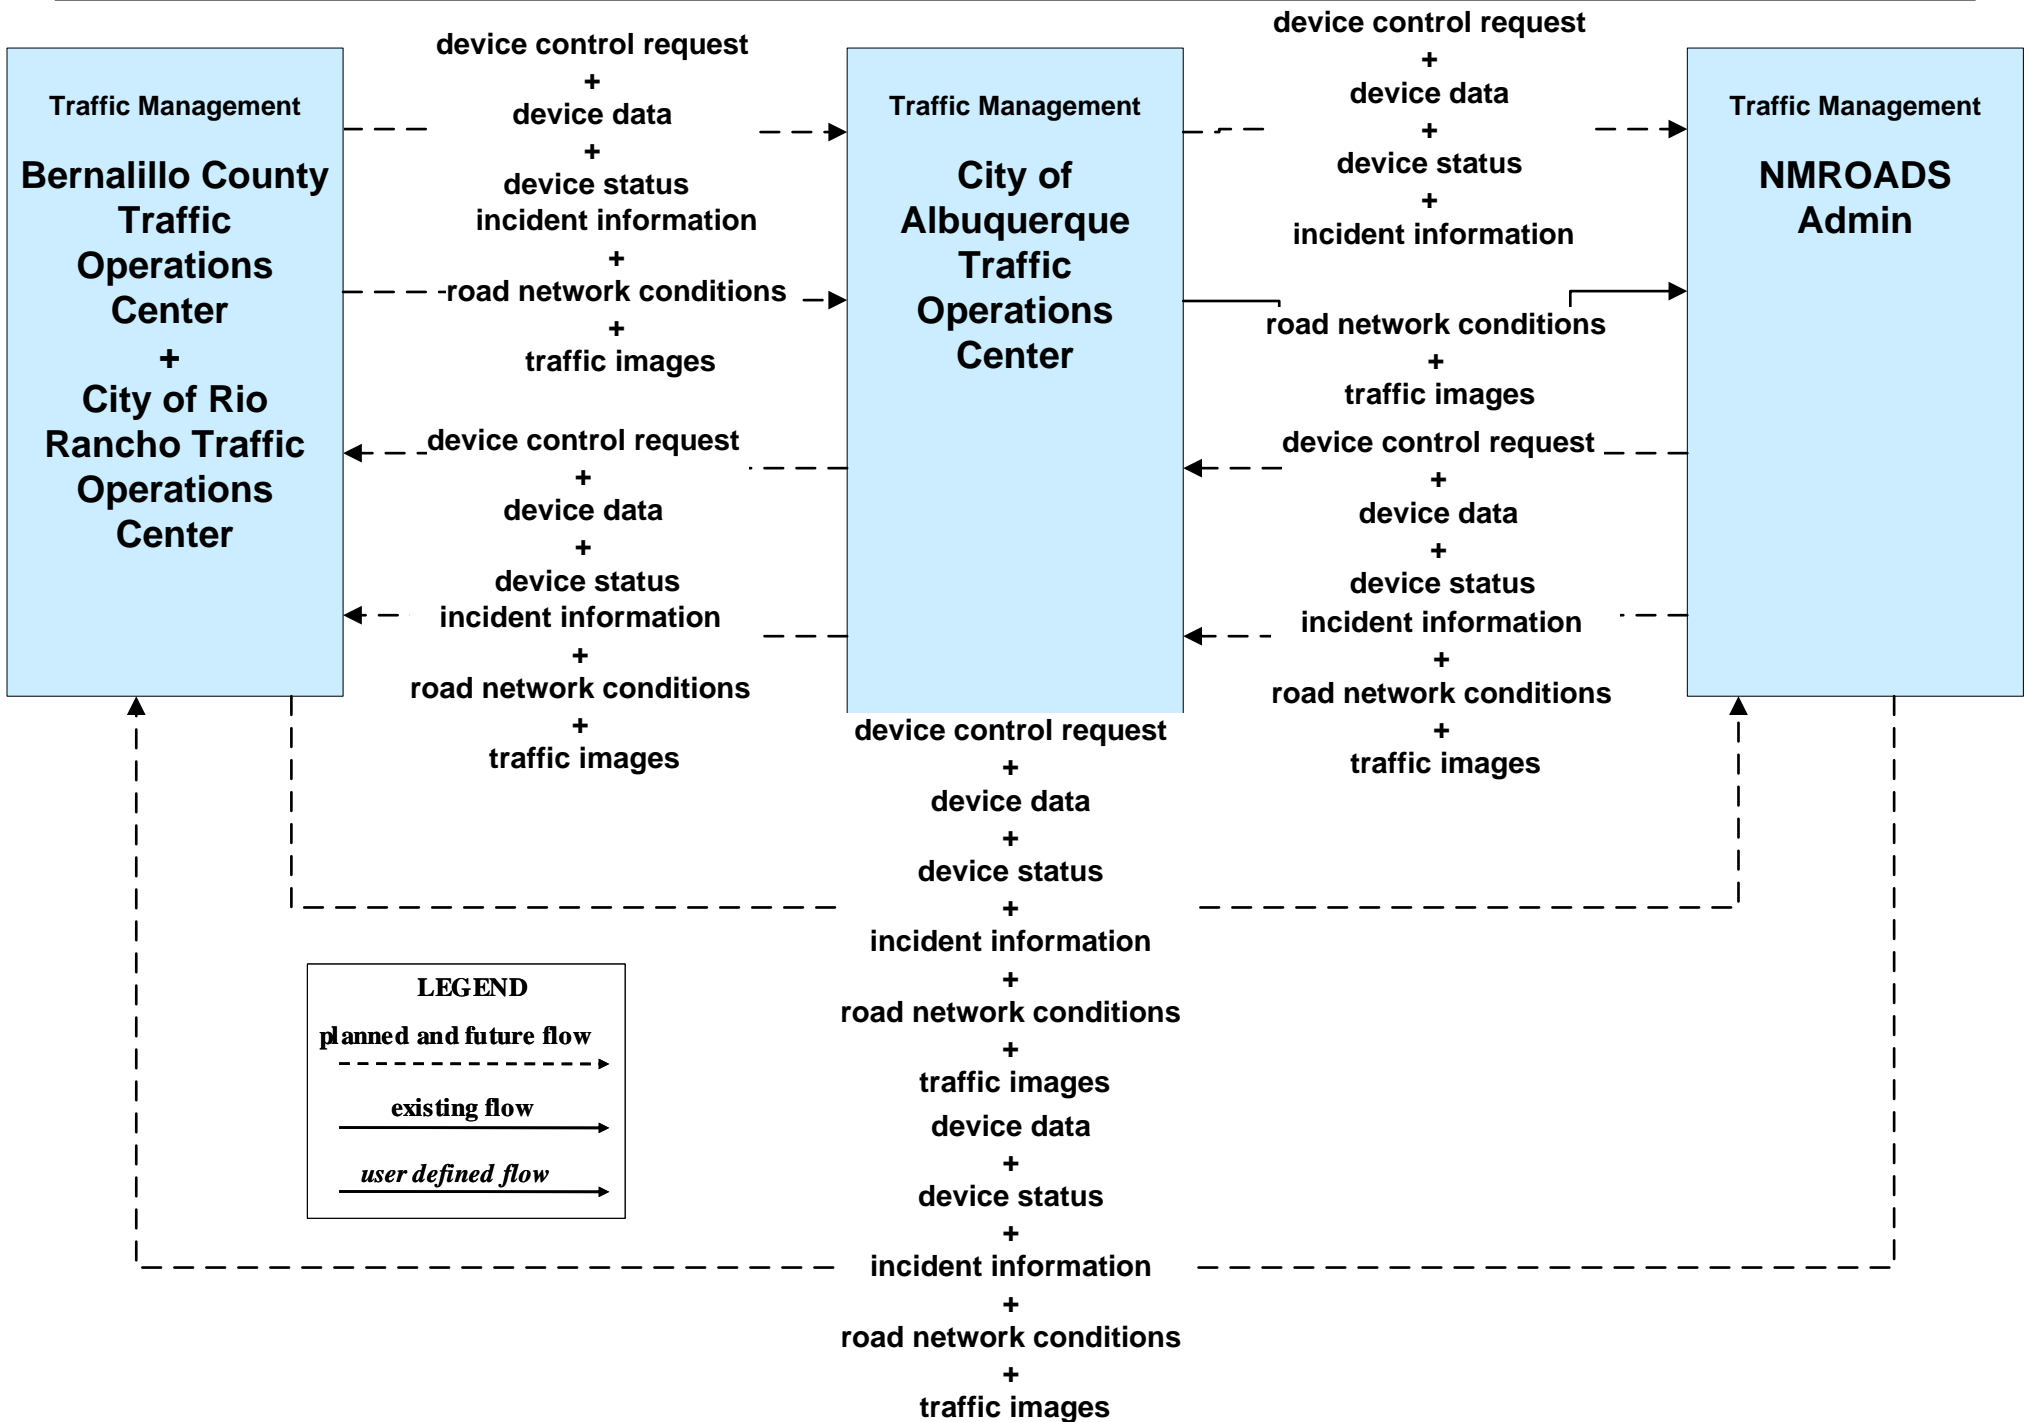 Traffic Management
Bernalillo County
Traffic
Operations
Center
+
City of Rio
Rancho Traffic
Operations
Center
device control request
+
device data
+
device status
incident information
+
road network conditions
+
traffic images
device control request
+
device data
+
device status
incident information
+
road network conditions
+
traffic images
Traffic Management
City of
Albuquerque
Traffic
Operations
Center
device control request
+
device data
+
device status
+
incident information
road network conditions
+
traffic images
device control request
+
device data
+
device status
incident information
+
road network conditions
+
traffic images
Traffic Management
NMROADS
Admin
device control request
+
device data
+
device status
+
incident information
+
road network conditions
+
traffic images
device data
+
device status
+
incident information
+
road network conditions
+
traffic images
LEGEND
planned and future flow
existing flow
user defined flow